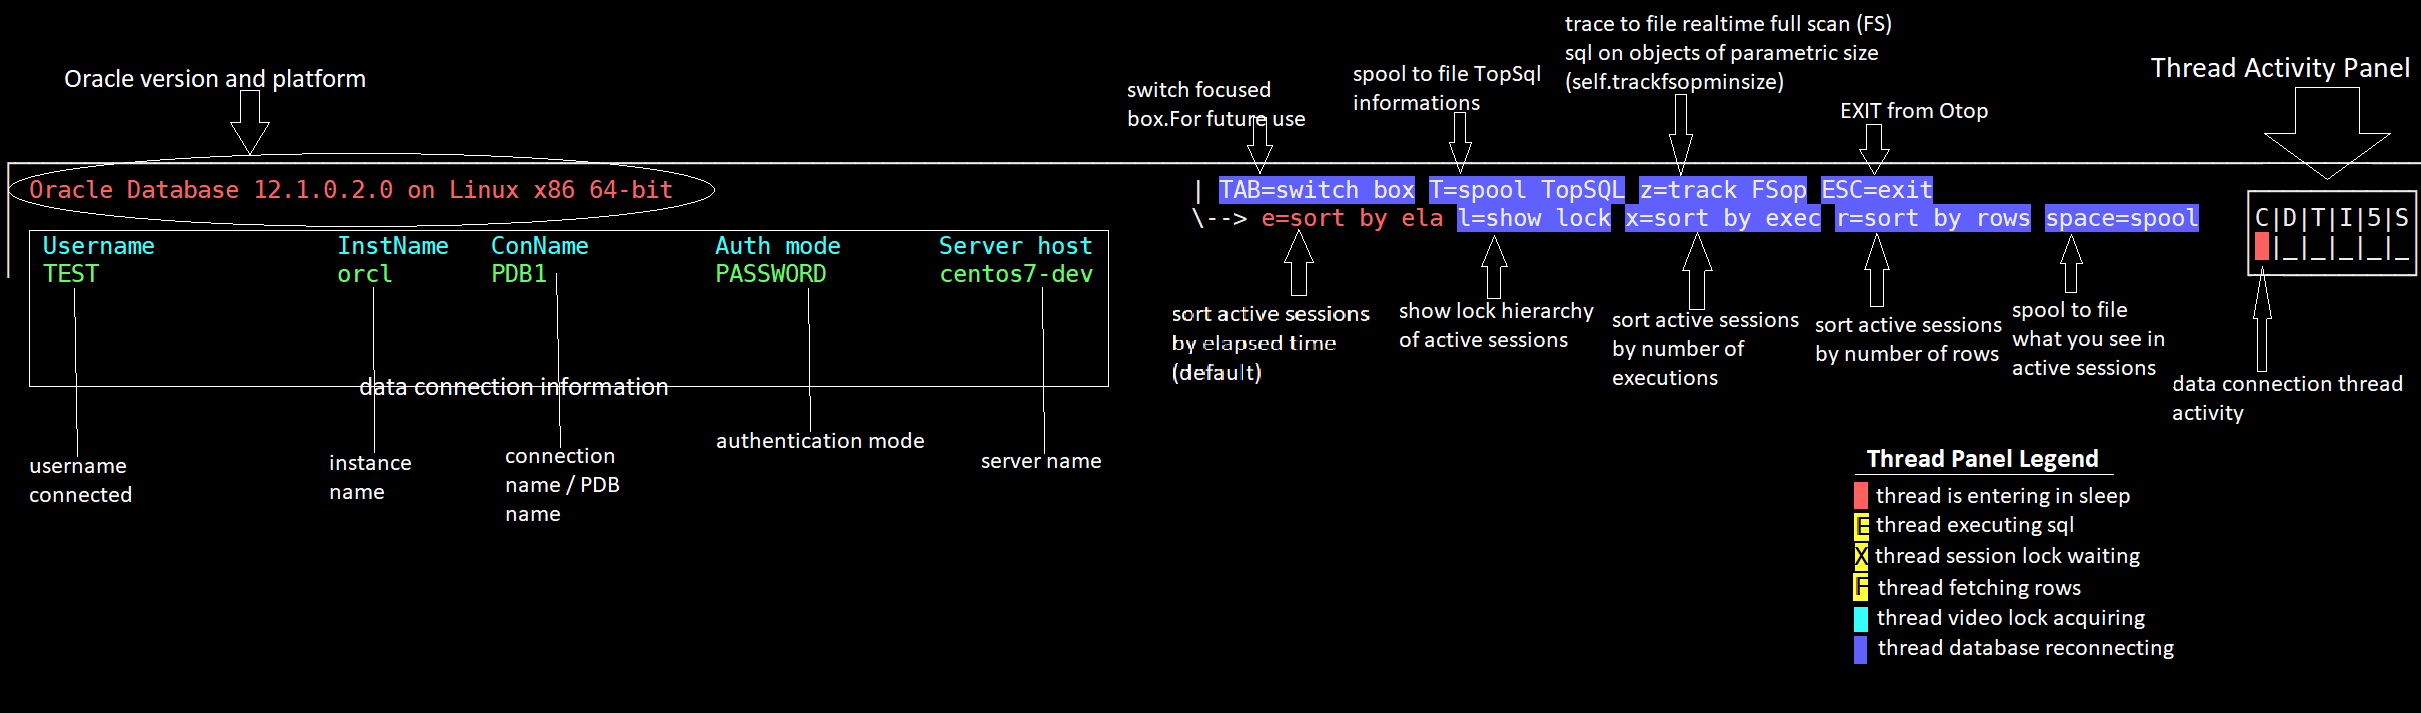 trace to file realtime full scan (FS)
sql on objects of parametric size
(self.trackfsopminsize)
Oracle version and platform
switch focused
box.For future use
spool to file TopSql
informations
EXIT from Otop
Thread Activity Panel
Oracle Database 12.1.0.2.0 on Linux x86 64-bit
| TAB=switch box T=spool TopSQL z=track FSop ESC=exit
\--> e=sort by ela l=show lock x=sort by exec r=sort by rows space=spool
C|D|T|I|5|S
|_|_|_|_|_
Username InstName ConName Auth mode Server host
TEST orcl PDB1 PASSWORD centos7-dev
data connection information
username
connected
instance
name
connection
name / PDB
name
authentication mode
server name
sort active sessions
by elapsed time
(default)
show lock hierarchy
of active sessions
sort active sessions
by number of
executions
sort active sessions
by number of rows
spool to file
what you see in
active sessions
data connection thread
activity
Thread Panel Legend
thread is entering in sleep
E thread executing sql
X thread session lock waiting
F thread fetching rows
thread video lock acquiring
thread database reconnecting